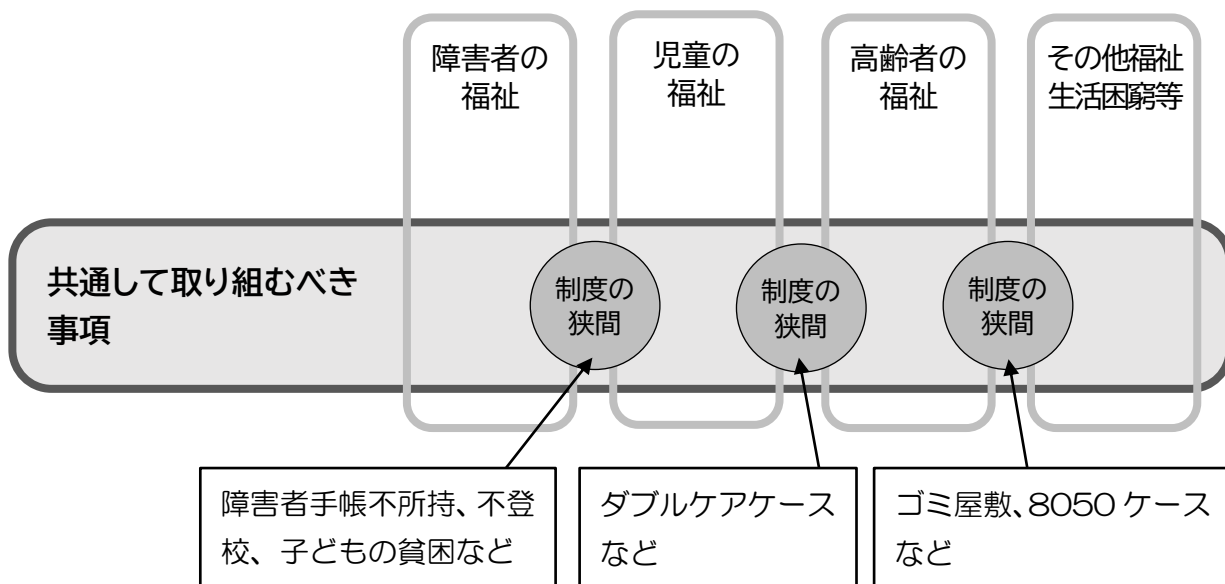 障害者の
福祉
児童の
福祉
高齢者の
福祉
その他福祉
生活困窮等
共通して取り組むべき
事項
制度の
狭間
制度の
狭間
制度の
狭間
障害者手帳不所持、不登
校、子どもの貧困など
ダブルケアケース
など
ゴミ屋敷、8050 ケース
など